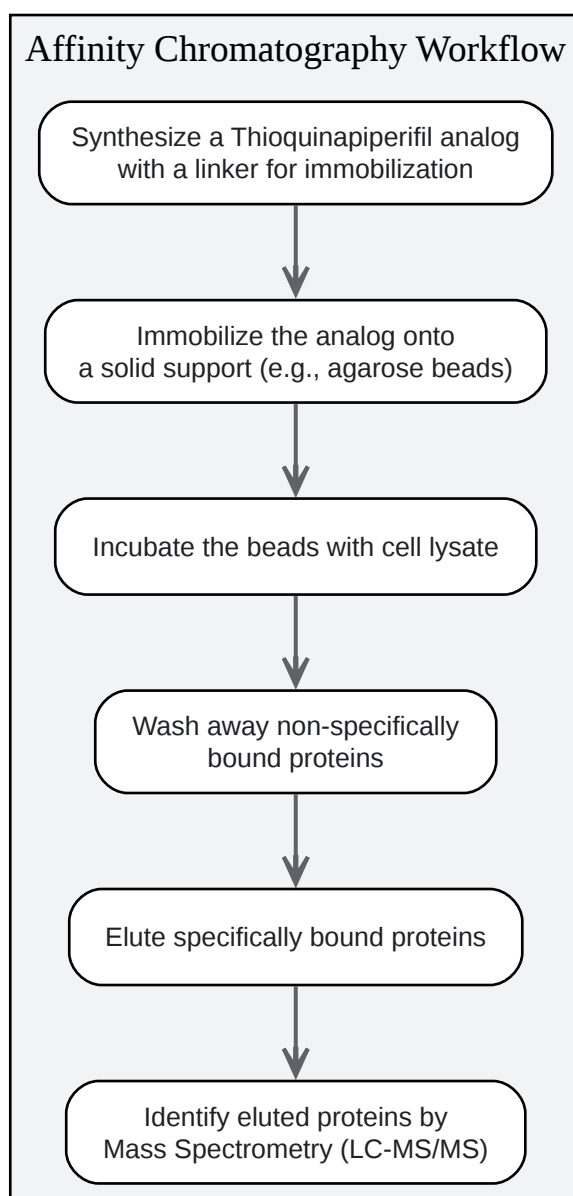 Affinity Chromatography Workflow
Synthesize a Thioquinapiperifil analog
with a linker for immobilization
Immobilize the analog onto
a solid support (e.g., agarose beads)
Incubate the beads with cell lysate
Wash away non-specifically
bound proteins
Elute specifically bound proteins
Identify eluted proteins by
Mass Spectrometry (LC-MS/MS)